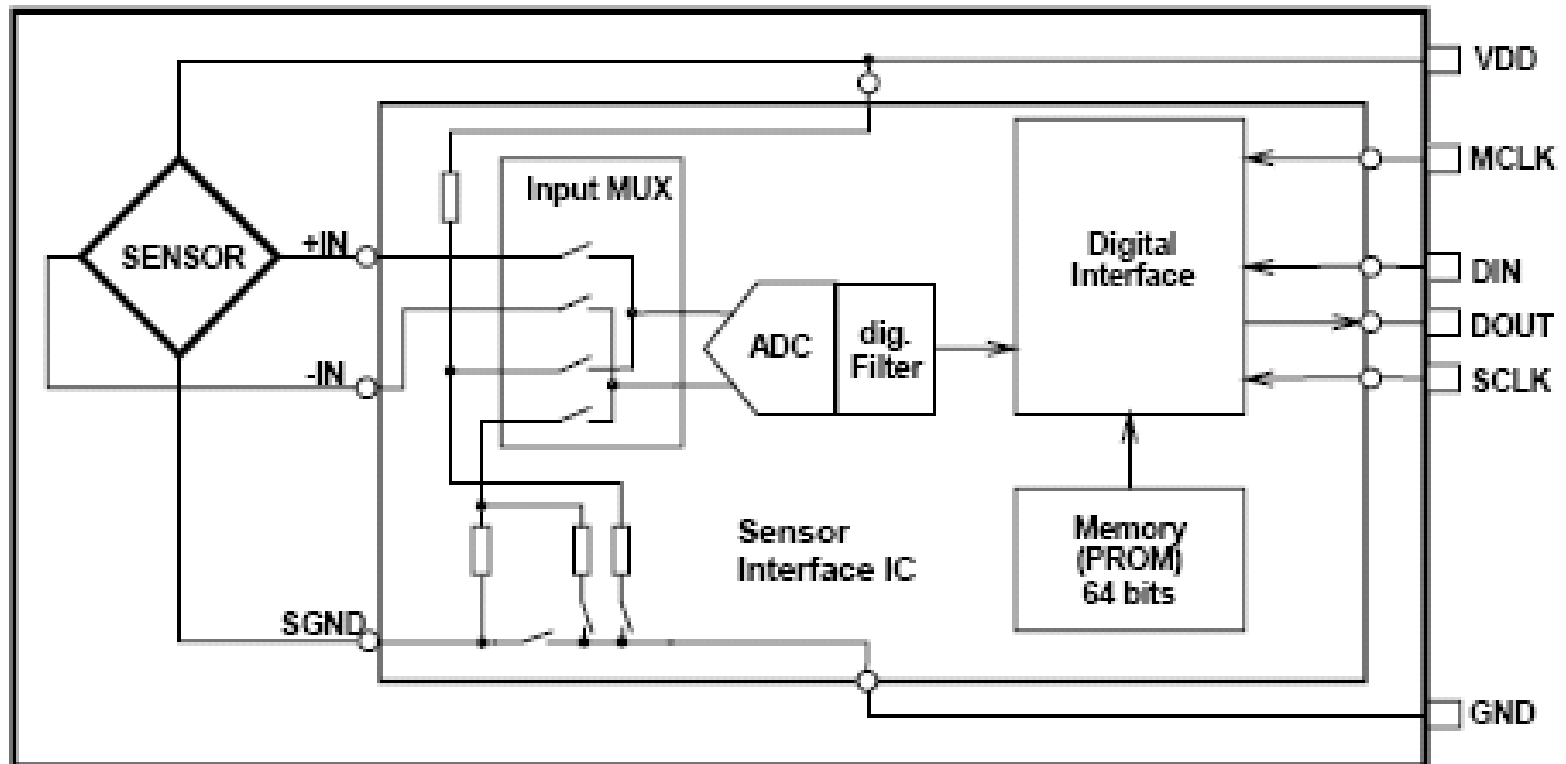 VDD
MCLK
Input MUX
+IN
SENSOR
Digital
Interface
DIN
DOUT
ADC
dig.
Filter
-IN
SCLK
Sensor
Interface IC
Memory
(PROM)
64 bits
SGND
GND